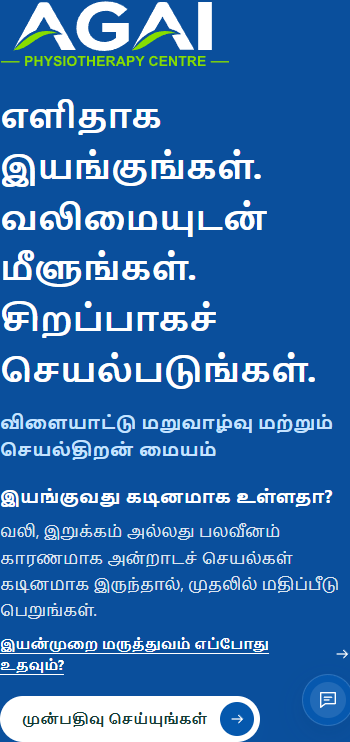 AGAI
PHYSIOTHERAPY CENTRE
எளிதாக
இயங்குங்கள்.
வலிமையுடன்
மீளுங்கள்.
சிறப்பாகச்
செயல்படுங்கள்.
விளையாட்டு மறுவாழ்வு மற்றும்
செயல்திறன் மையம்
இயங்குவது கடினமாக உள்ளதா?
வலி, இறுக்கம் அல்லது பலவீனம்
காரணமாக அன்றாடச் செயல்கள்
கடினமாக இருந்தால், முதலில் மதிப்பீடு
பெறுங்கள்.
இயன்முறை மருத்துவம் எப்போது
உதவும்?
முன்பதிவு செய்யுங்கள்